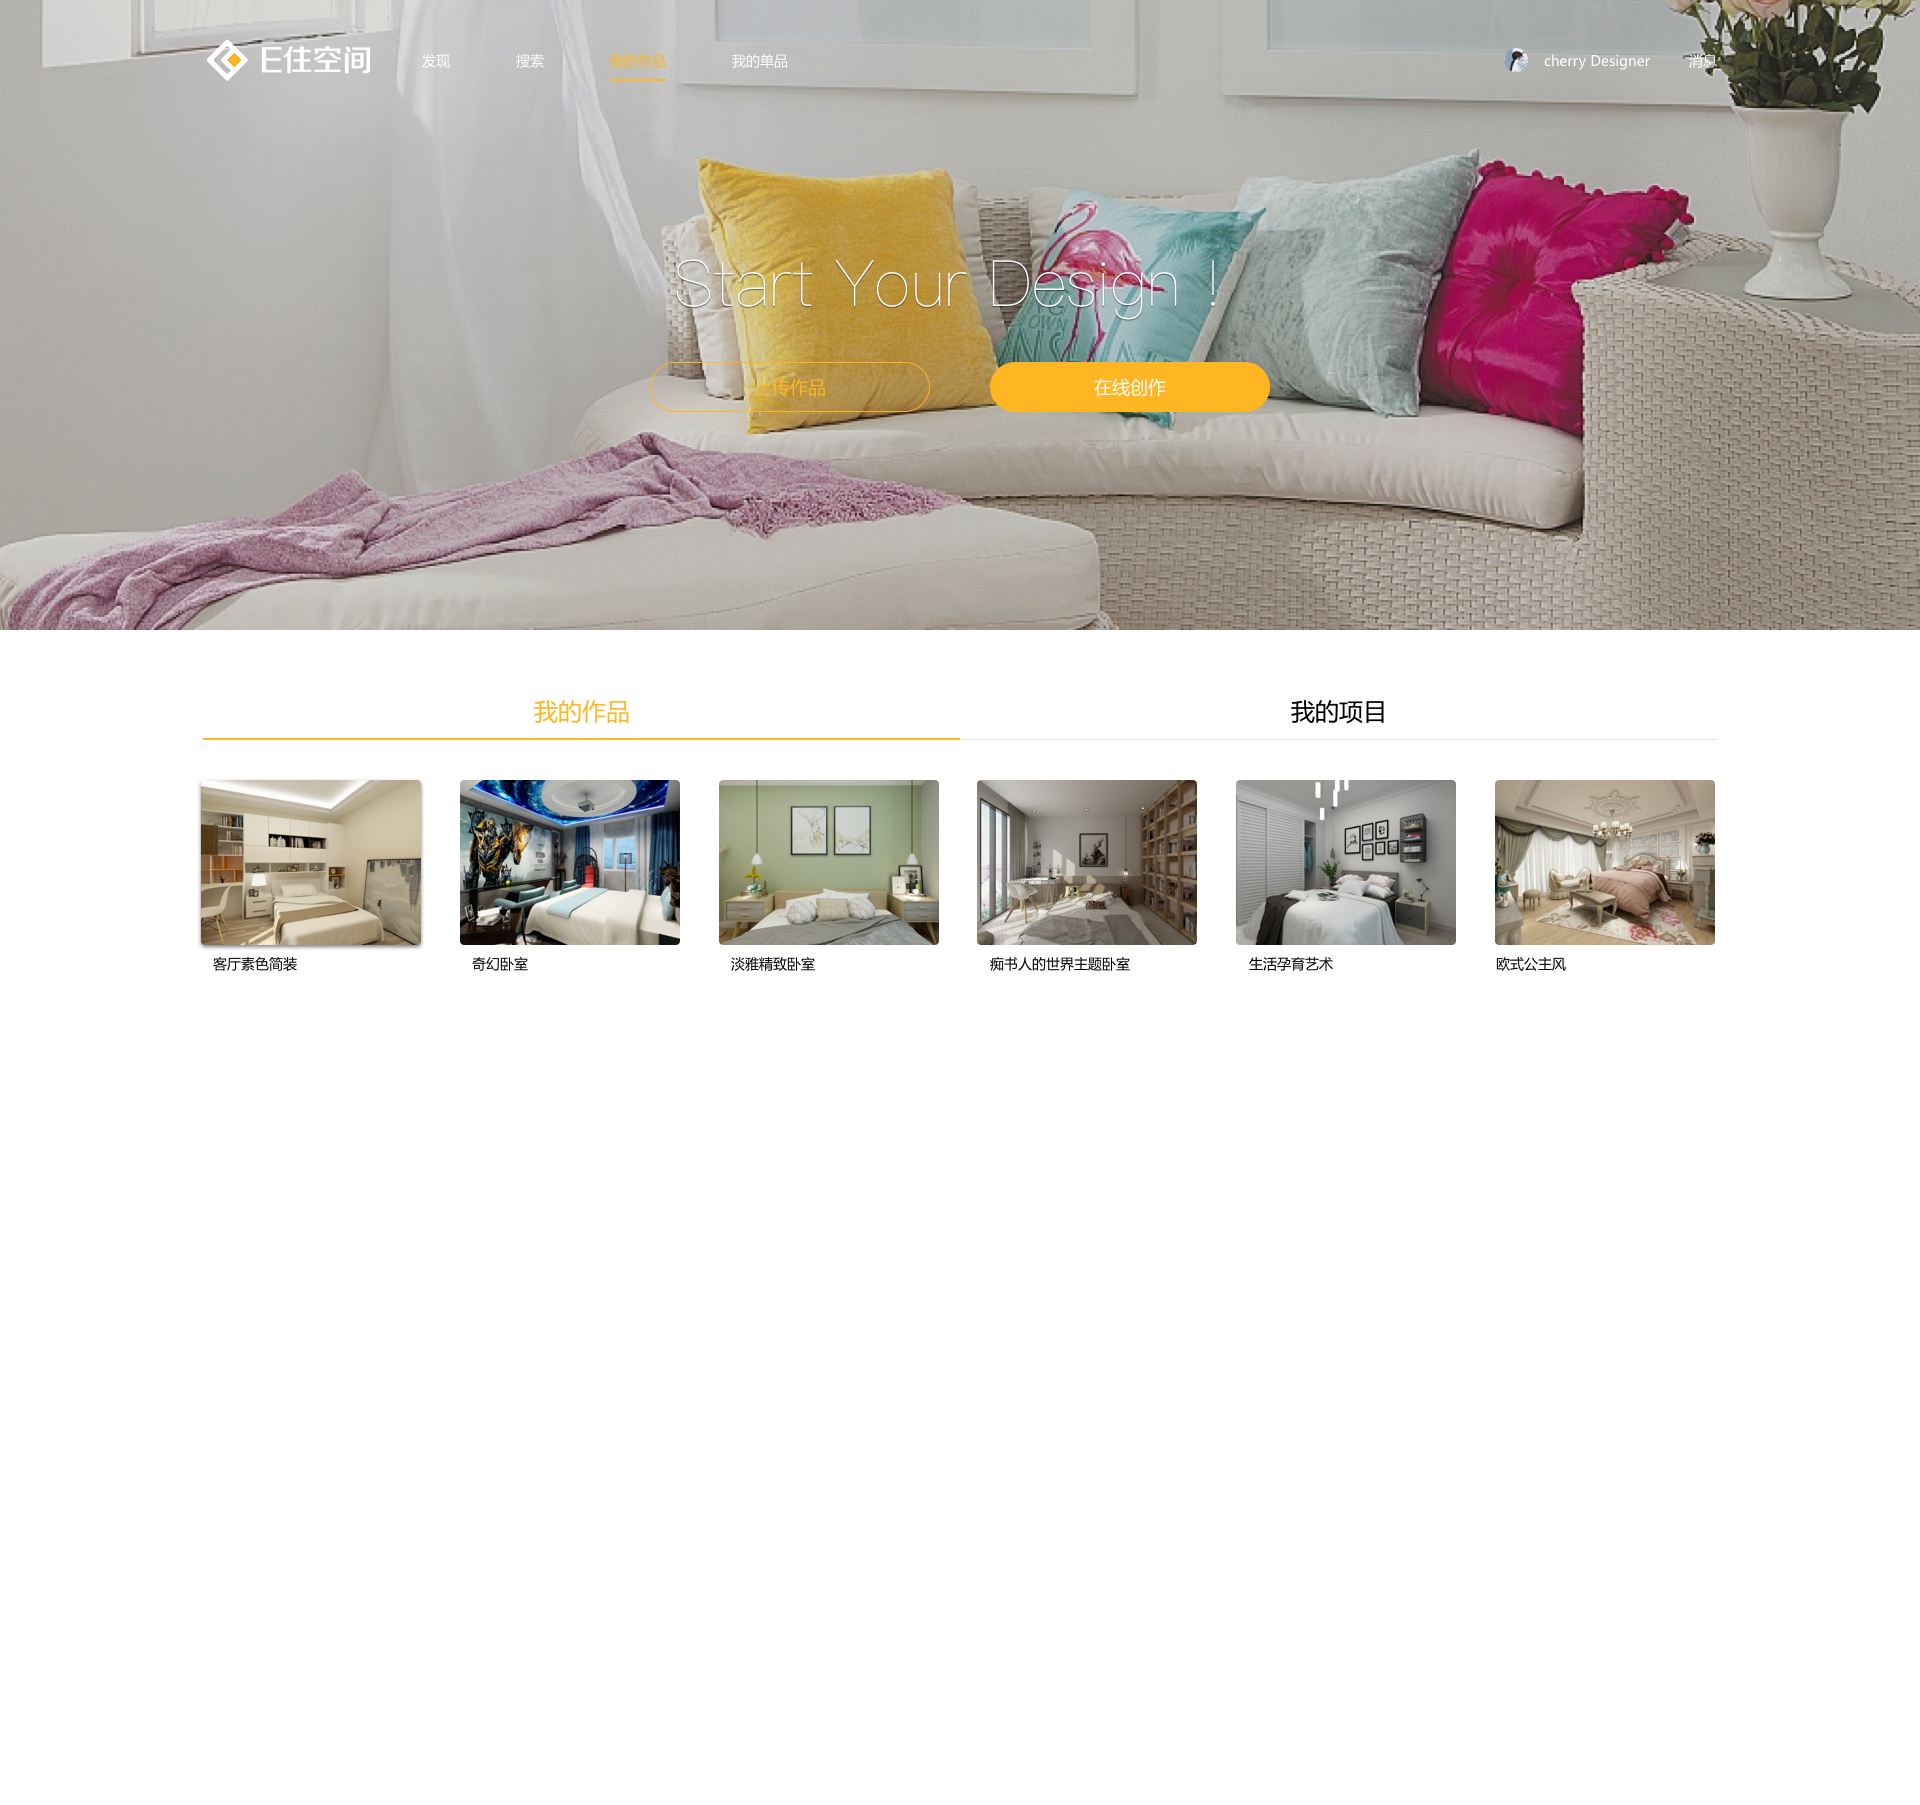 E住空间
发现
搜索
我的作品
我的单品
cherry Designer
消息
Start Your Design !
上传作品
在线创作
我的作品
我的项目
客厅素色简装
奇幻卧室
淡雅精致卧室
痴书人的世界主题卧室
生活孕育艺术
欧式公主风